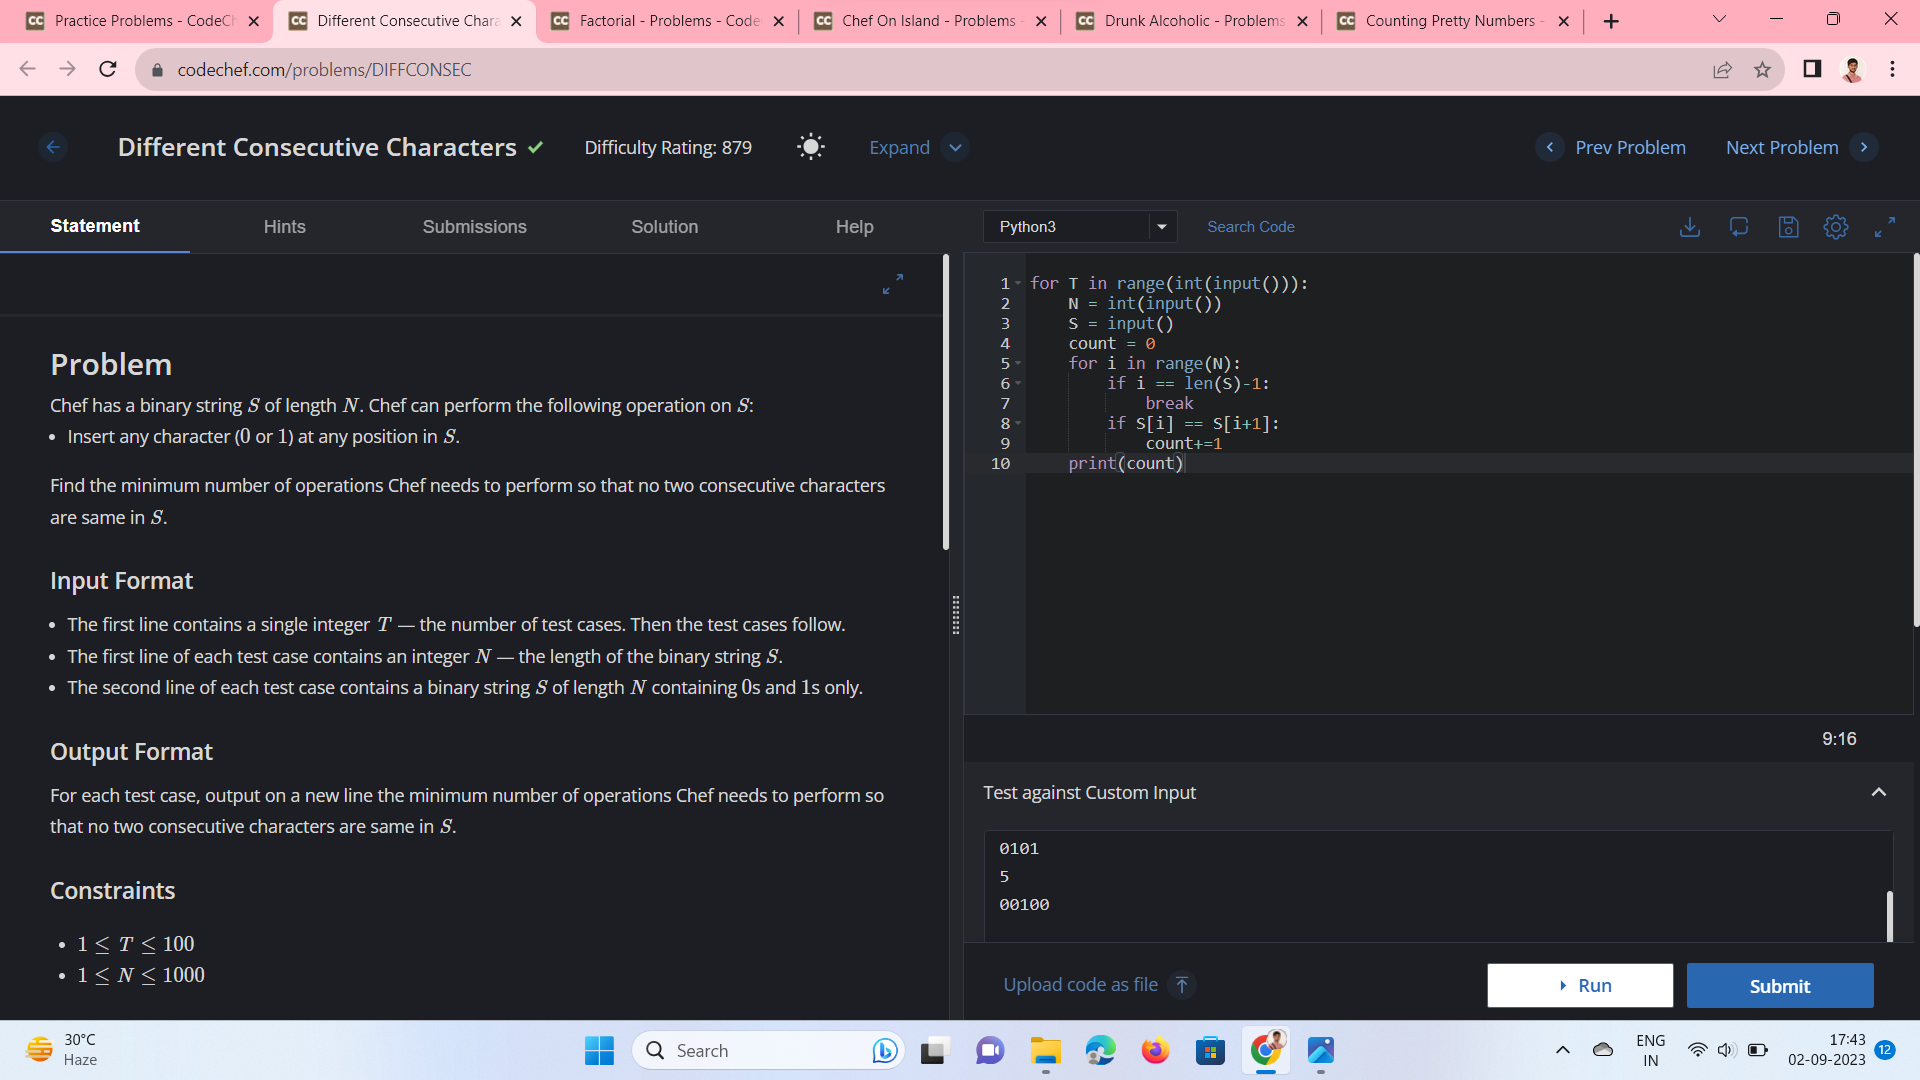 Practice Problems - CodeCh
Different Consecutive Chara
Factorial - Problems - Code
Chef On Island - Problems -
Drunk Alcoholic - Problems
Counting Pretty Numbers -
codechef.com/problems/DIFFCONSEC
Different Consecutive Characters
Difficulty Rating: 879
Expand
Prev Problem
Next Problem
Statement
Hints
Submissions
Solution
Help
Python3
Search Code
Problem
Chef has a binary string S of length N. Chef can perform the following operation on S:
• Insert any character (0 or 1) at any position in S.
Find the minimum number of operations Chef needs to perform so that no two consecutive characters
are same in S.
Input Format
• The first line contains a single integer T — the number of test cases. Then the test cases follow.
• The first line of each test case contains an integer N — the length of the binary string S.
• The second line of each test case contains a binary string S of length N containing 0s and 1s only.
Output Format
For each test case, output on a new line the minimum number of operations Chef needs to perform so
that no two consecutive characters are same in S.
Constraints
• 1 ≤ T ≤ 100
• 1 ≤ N ≤ 1000
1 for T in range(int(input())):
2     N = int(input())
3     S = input()
4     count = 0
5     for i in range(N):
6         if i == len(S)-1:
7             break
8         if S[i] == S[i+1]:
9             count+=1
10     print(count)
9:16
Test against Custom Input
0101
5
00100
Upload code as file
Run
Submit
30°C
Haze
Search
ENG
IN
17:43
02-09-2023
12